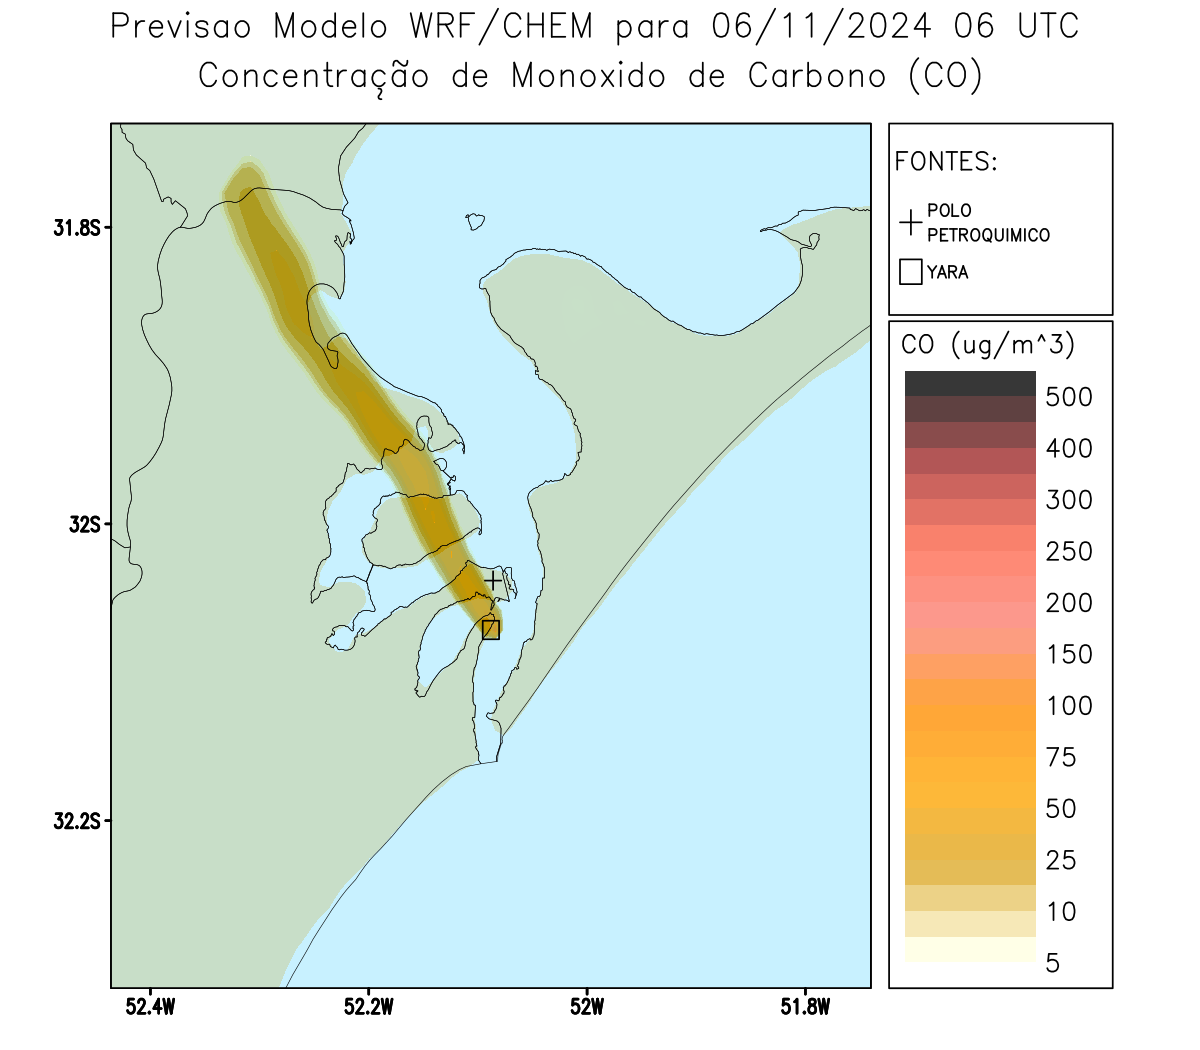 Previsao Modelo WRF/CHEM para 06/11/2024 06 UTC
Concentração de Monoxido de Carbono (CO)
FONTES:
POLO
PETROQUIMICO
YARA
CO (ug/m^3)
500
400
300
250
200
150
100
75
50
25
10
5
31.8S
32S
32.2S
52.4W
52.2W
52W
51.8W